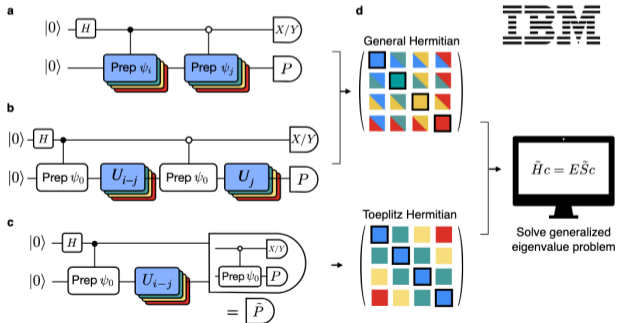 a
|0⟩ H X/Y
|0⟩ Prep ψᵢ Prep ψⱼ P
b
|0⟩ H X/Y
|0⟩ Prep ψ₀ Uᵢ₋ⱼ Prep ψ₀ Uⱼ P
c
|0⟩ H X/Y
|0⟩ Prep ψ₀ Uᵢ₋ⱼ Prep ψ₀ P
= P̃
d
IBM
General Hermitian
Toeplitz Hermitian
H̃c = ES̃c
Solve generalized
eigenvalue problem